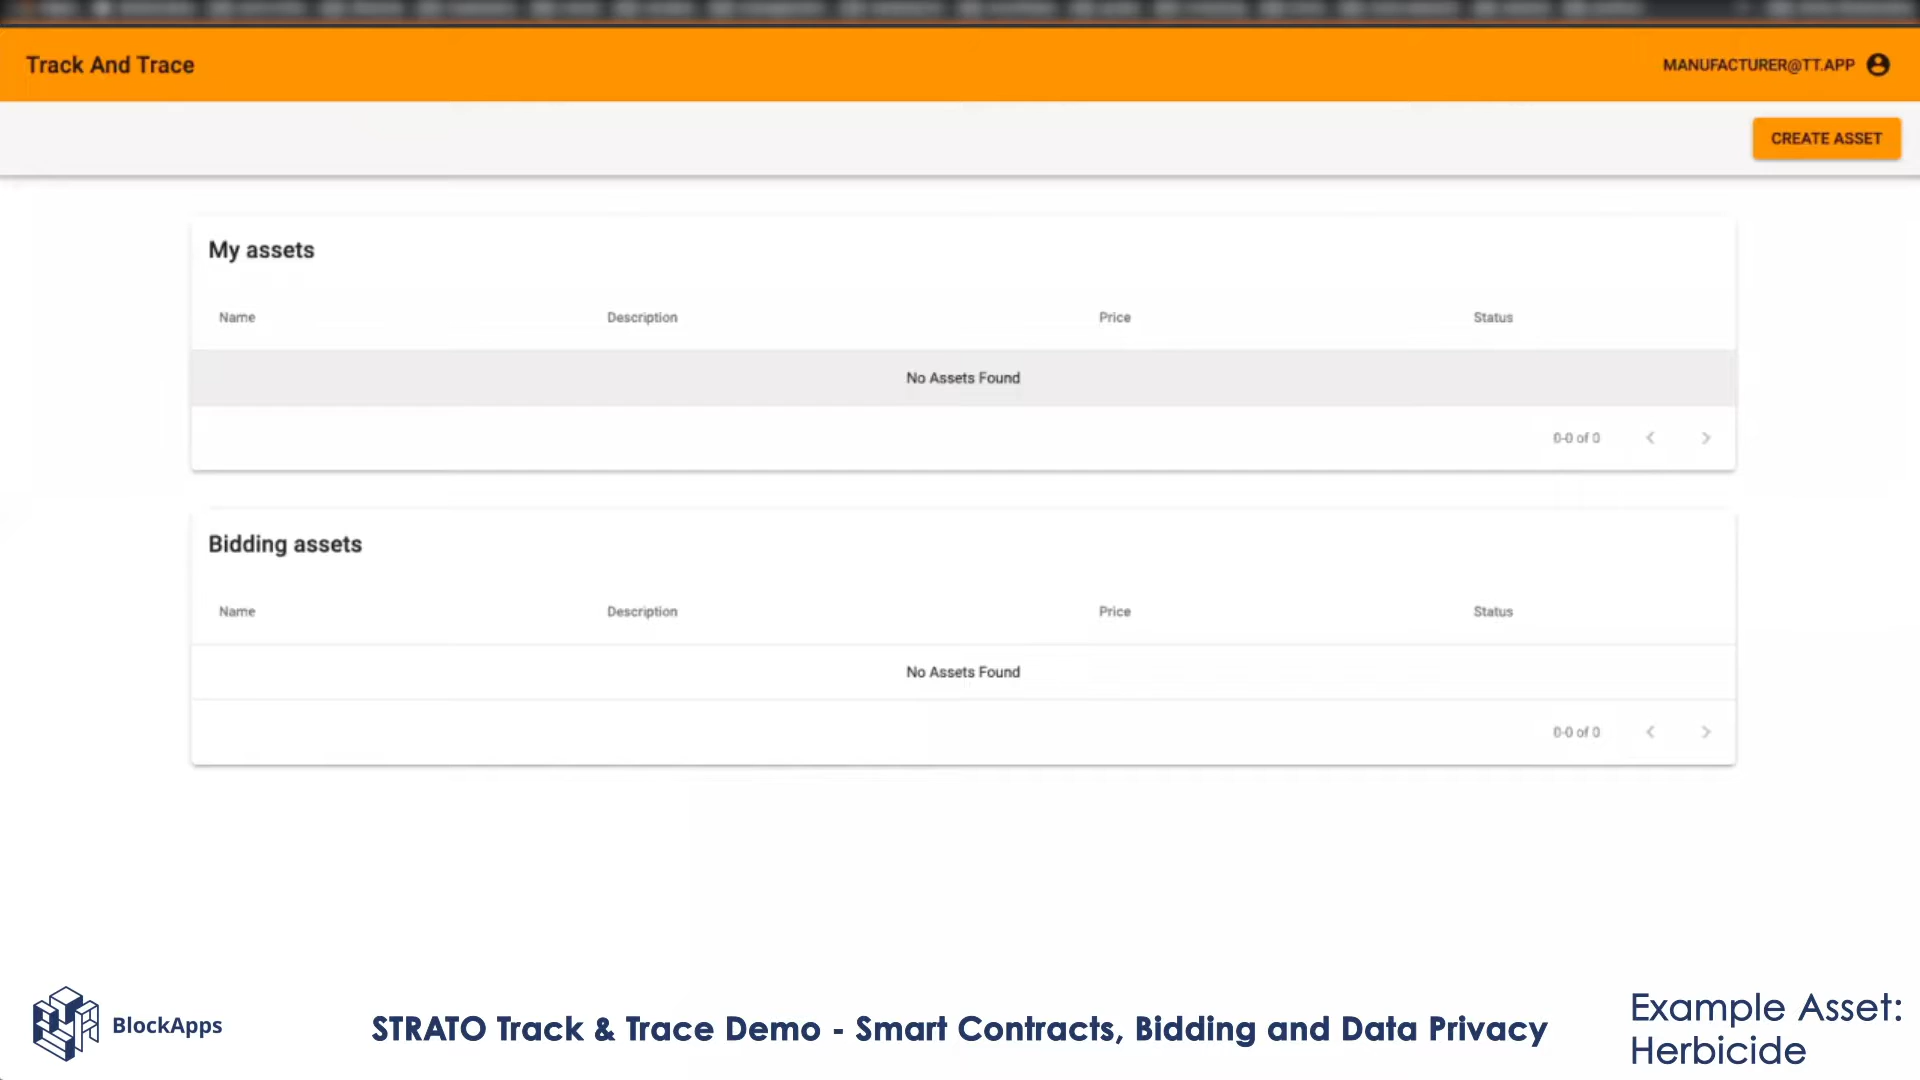 Track And Trace
MANUFACTURER@TT.APP
CREATE ASSET
My assets
Name Description Price Status
No Assets Found
0-0 of 0
Bidding assets
Name Description Price Status
No Assets Found
0-0 of 0
BlockApps
STRATO Track & Trace Demo - Smart Contracts, Bidding and Data Privacy
Example Asset:
Herbicide